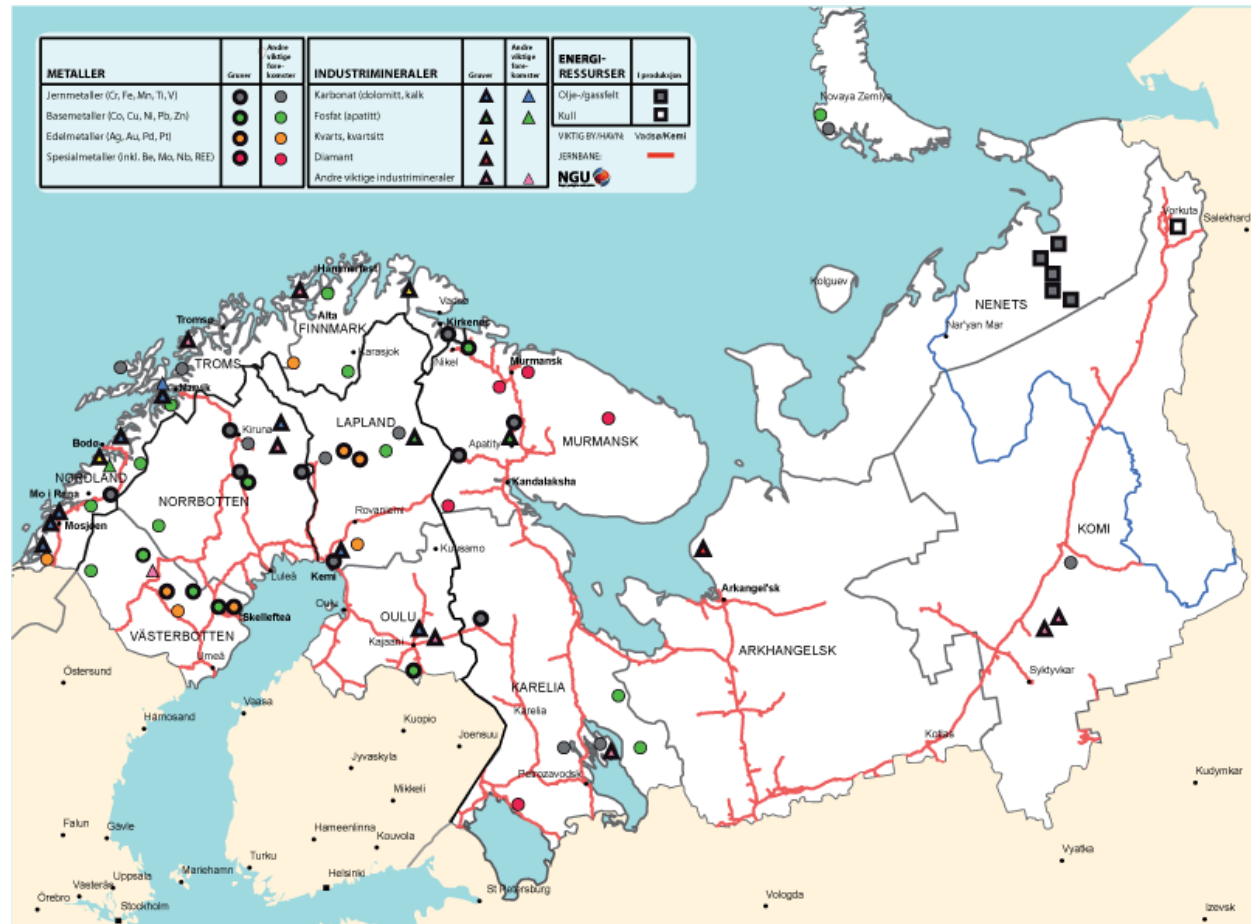 METALLER
Gruver
Andre viktige fore-komster
Jernmetaller (Cr, Fe, Mn, Ti, V)
Basemetaller (Co, Cu, Ni, Pb, Zn)
Edelmetaller (Ag, Au, Pd, Pt)
Spesialmetaller (inkl. Be, Mo, Nb, REE)
INDUSTRIMINERALER
Gruver
Andre viktige fore-komster
Karbonat (dolomitt, kalk
Fosfat (apatitt)
Kvarts, kvartsitt
Diamant
Andre viktige industrimineraler
ENERGI-
RESSURSER
I produksjon
Olje-/gassfelt
Kull
VIKTIG BY/HAVN: Vadsø/Kemi
JERNBANE:
NGU
Novaya Zemlya
Vorkuta
Salekhard
Kolguev
NENETS
Nar'yan Mar
Hammerfest
Vadsø
Alta
FINNMARK
Kirkenes
Tromsø
Karasjok
Nikel
Murmansk
TROMS
Narvik
LAPLAND
Kiruna
Apatity
MURMANSK
Bodø
NORDLAND
Kandalaksha
Mo i Rana
NORRBOTTEN
Rovaniemi
Mosjøen
Kuusamo
KOMI
Luleå
Kemi
Oulu
Arkangel'sk
Skellefteå
OULU
VÄSTERBOTTEN
Kajaani
ARKHANGELSK
Umeå
Syktyvkar
Östersund
KARELIA
Vaasa
Karelia
Härnosand
Kuopio
Joensuu
Kotlas
Jyvaskyla
Petrozavodsk
Kudymkar
Mikkeli
Falun
Gävle
Hameenlinna
Kouvola
Vyatka
Turku
Helsinki
Mariehamn
Uppsala
Västerås
St Petersburg
Örebro
Stockholm
Vologda
Izevsk